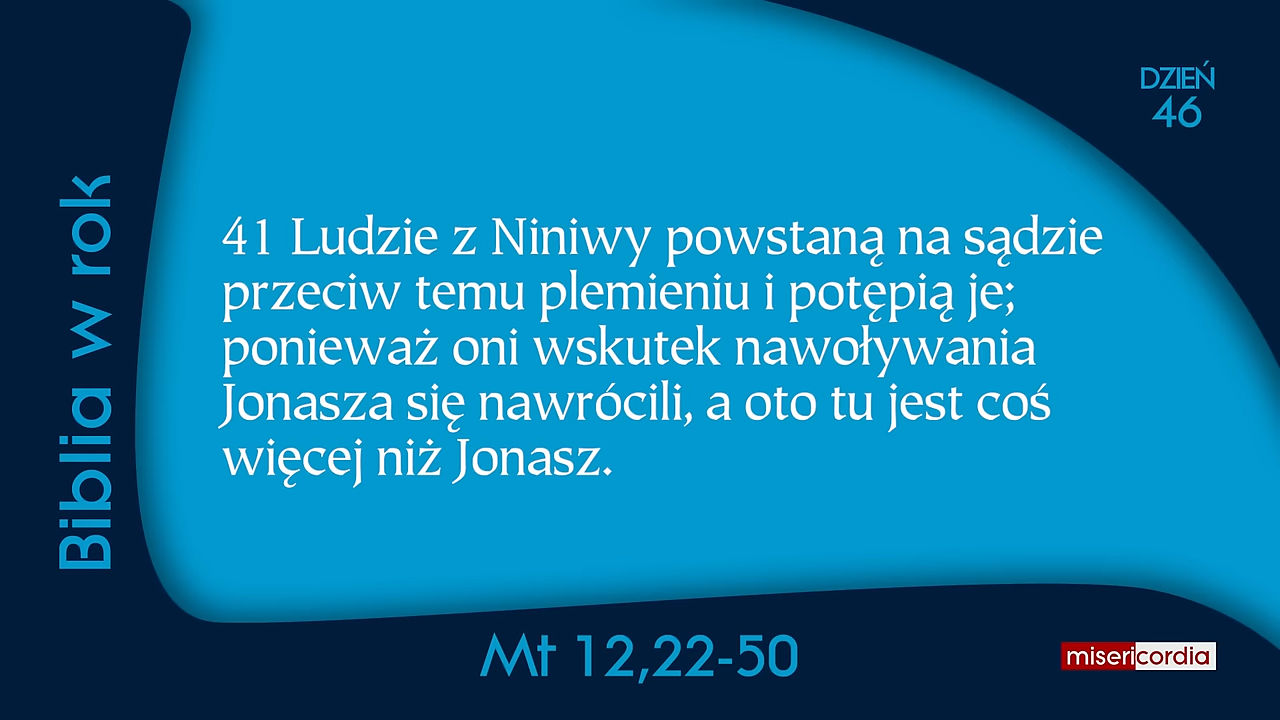 DZIEŃ
46
Biblia w rok
41 Ludzie z Niniwy powstaną na sądzie
przeciw temu plemieniu i potępią je;
ponieważ oni wskutek nawoływania
Jonasza się nawrócili, a oto tu jest coś
więcej niż Jonasz.
Mt 12,22-50
misericordia